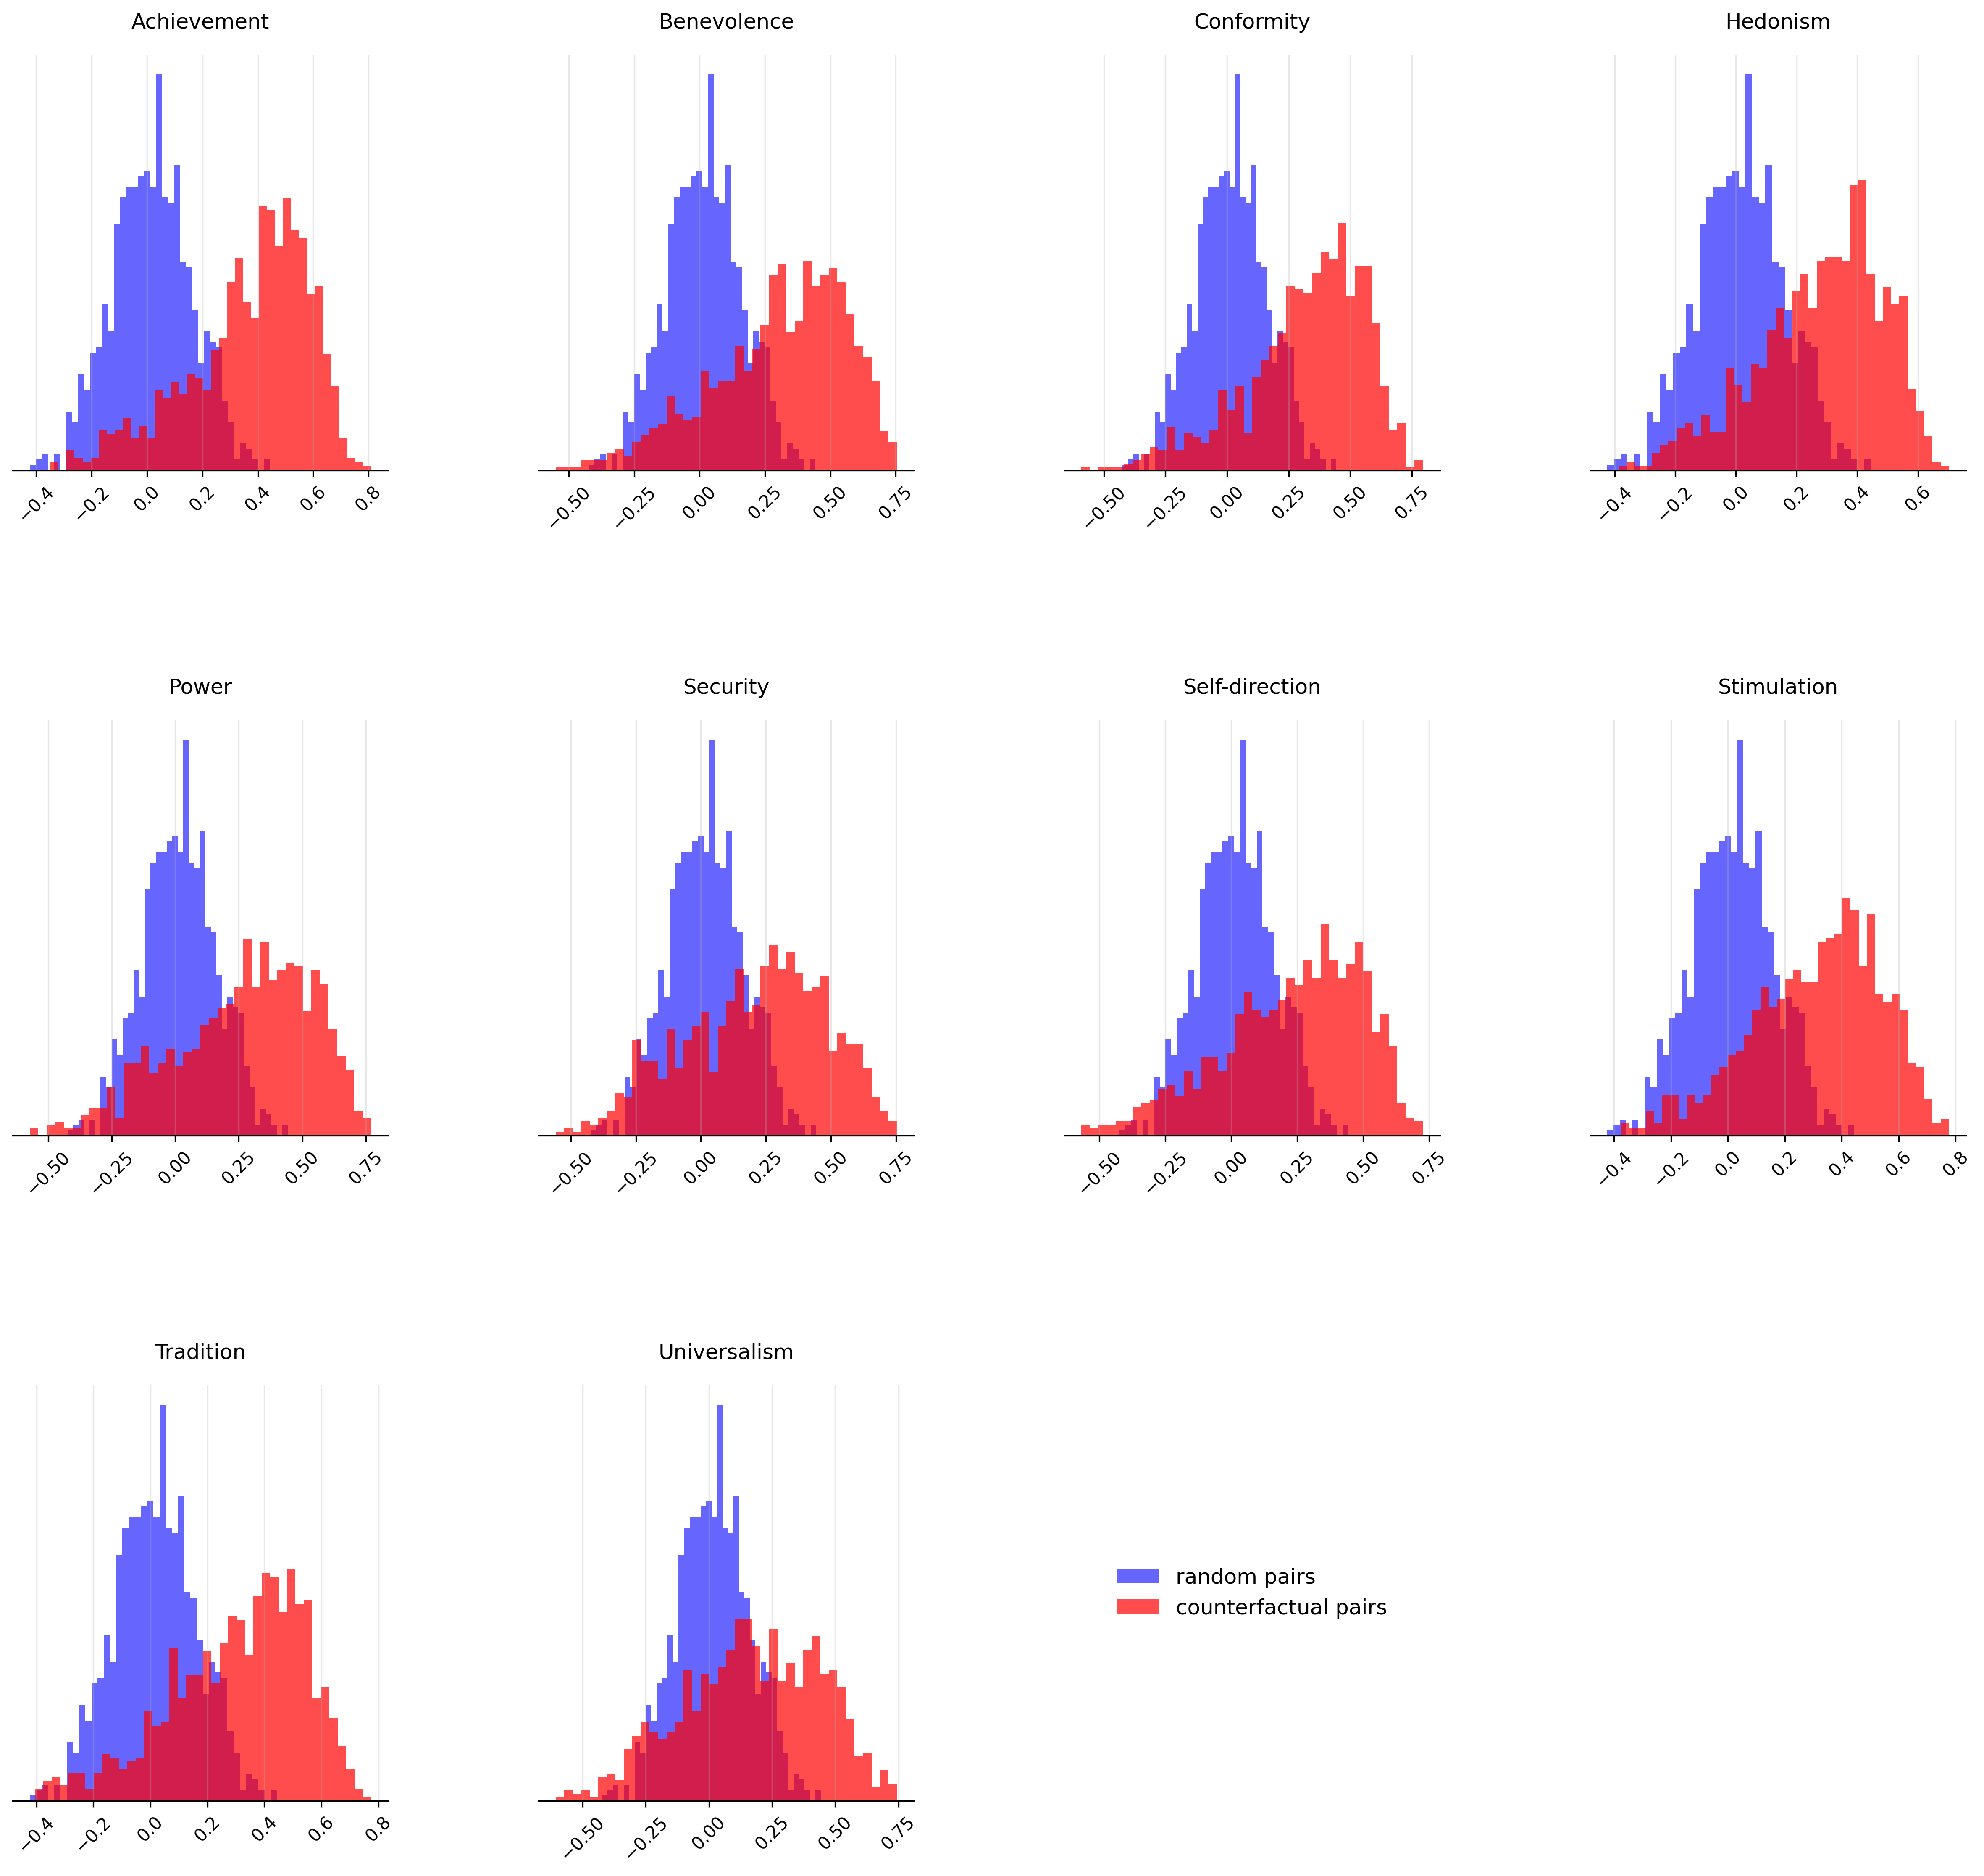 Achievement Benevolence Conformity Hedonism
−0.4 −0.2 0.0 0.2 0.4 0.6 0.8 −0.50 −0.25 0.00 0.25 0.50 0.75 −0.50 −0.25 0.00 0.25 0.50 0.75 −0.4 −0.2 0.0 0.2 0.4 0.6
Power Security Self-direction Stimulation
−0.50 −0.25 0.00 0.25 0.50 0.75 −0.50 −0.25 0.00 0.25 0.50 0.75 −0.50 −0.25 0.00 0.25 0.50 0.75 −0.4 −0.2 0.0 0.2 0.4 0.6 0.8
Tradition Universalism
random pairs
counterfactual pairs
−0.4 −0.2 0.0 0.2 0.4 0.6 0.8 −0.50 −0.25 0.00 0.25 0.50 0.75